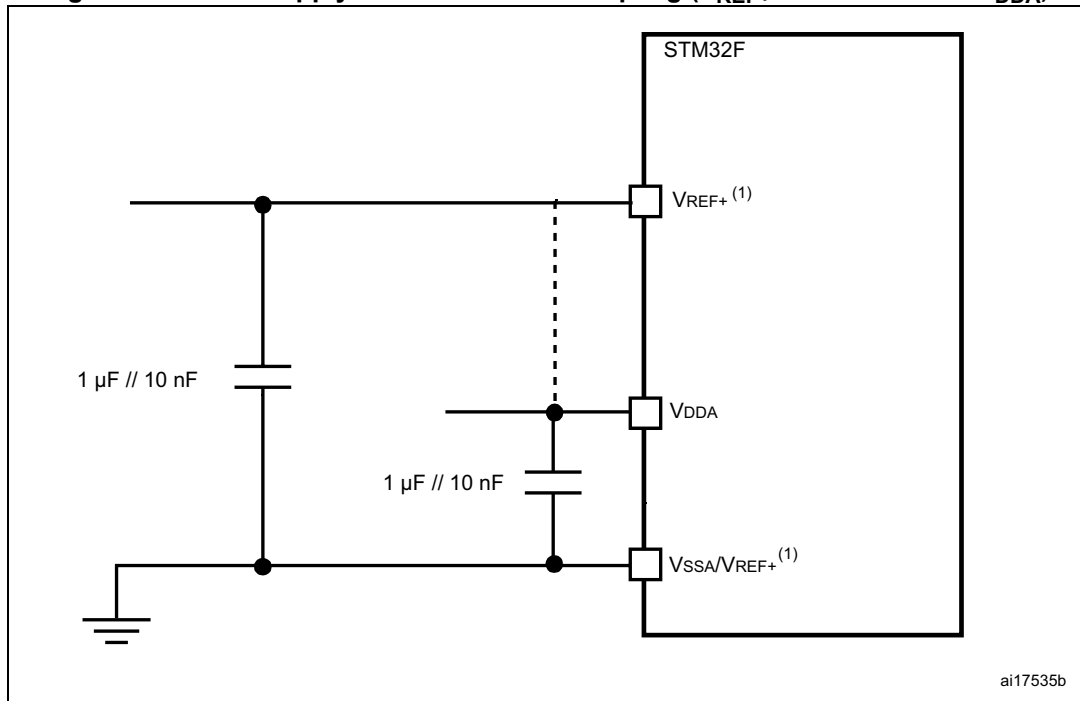 STM32F
VREF+ (1)
1 µF // 10 nF
VDDA
1 µF // 10 nF
VSSA/VREF+ (1)
ai17535b